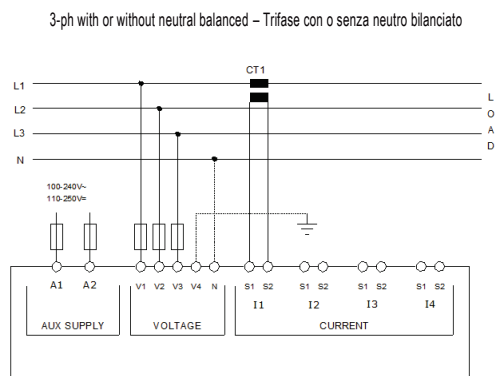 3-ph with or without neutral balanced – Trifase con o senza neutro bilanciato
CT1
L1
L2
L3
N
L
O
A
D
100-240V~
110-250V=
A1 A2 V1 V2 V3 V4 N S1 S2 S1 S2 S1 S2 S1 S2
I1 I2 I3 I4
AUX SUPPLY VOLTAGE CURRENT